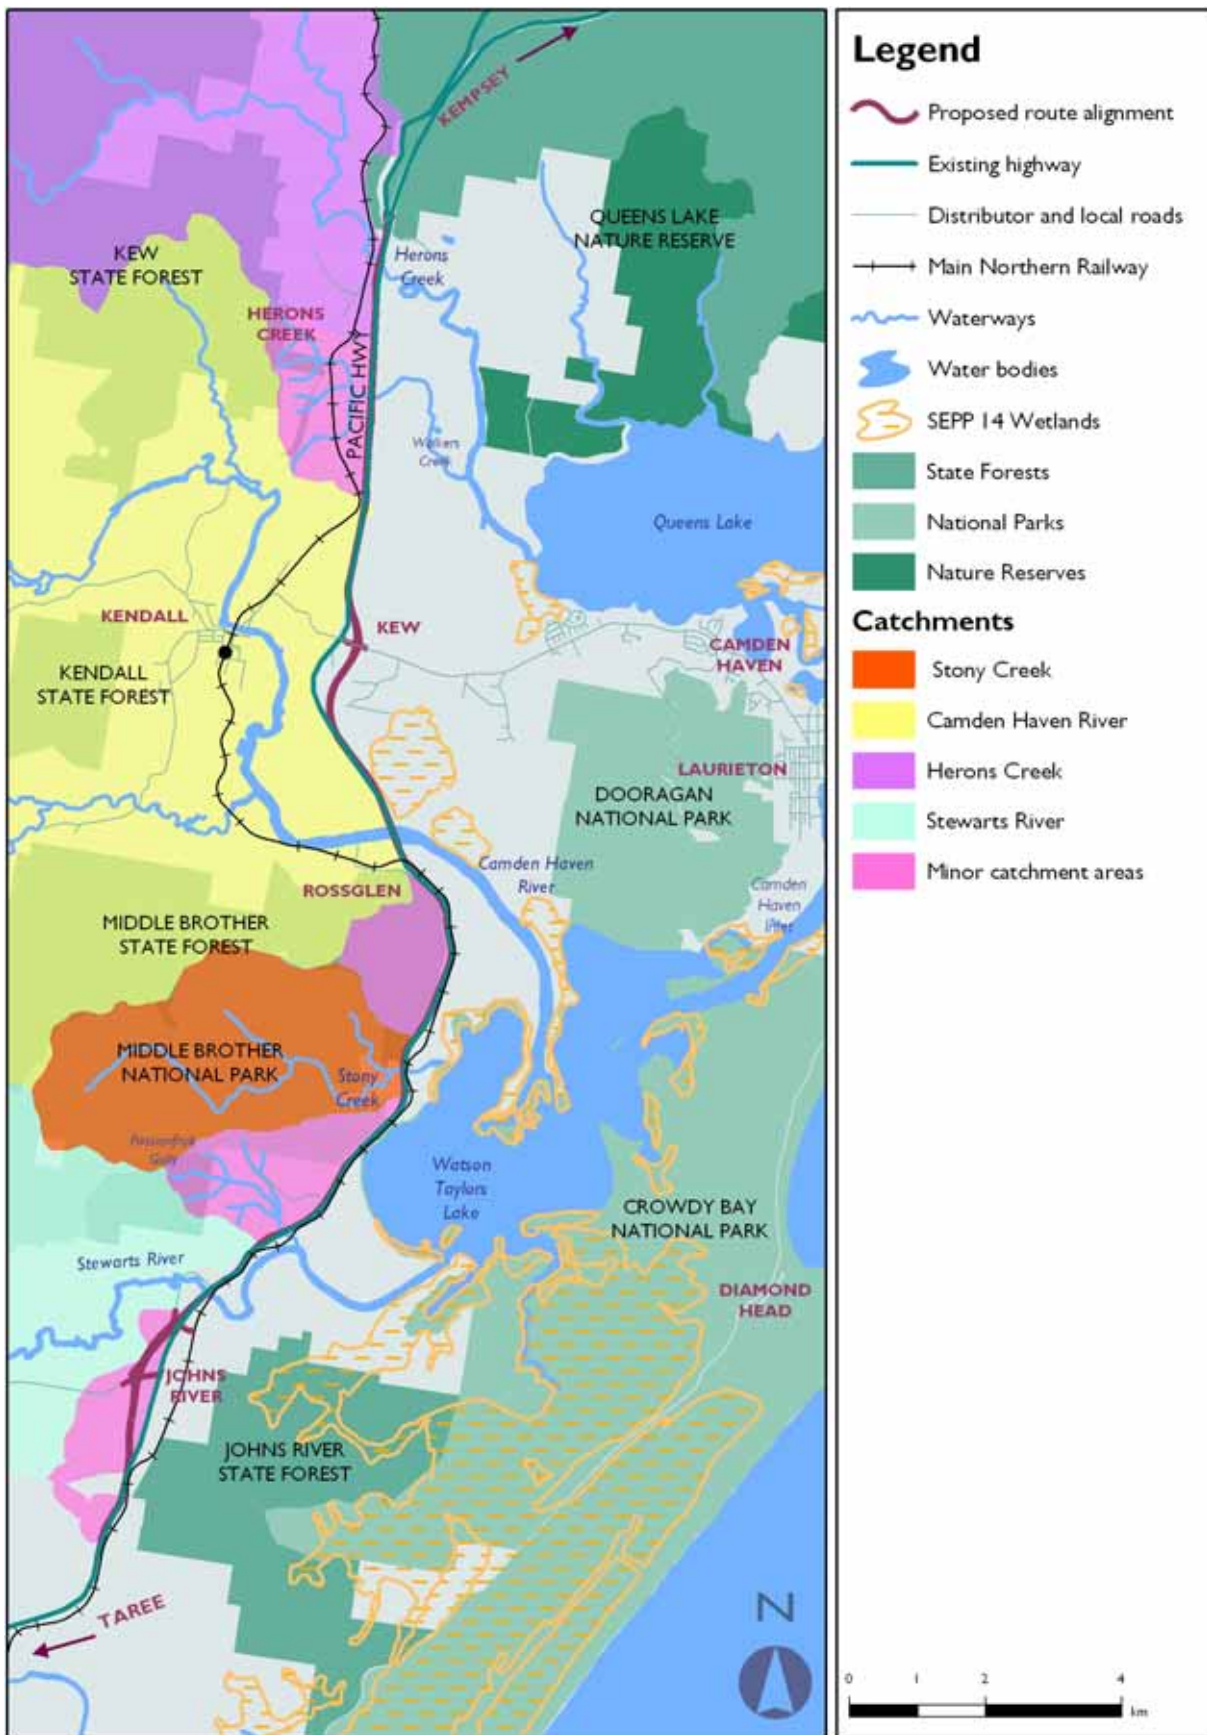 KEMPSEY
QUEENS LAKE
NATURE RESERVE
KEW
STATE FOREST
Herons
Creek
HERONS
CREEK
PACIFIC HWY
Walkers
Creek
Queens Lake
KENDALL
KEW
CAMDEN
HAVEN
KENDALL
STATE FOREST
LAURIETON
DOORAGAN
NATIONAL PARK
Camden Haven
River
ROSSGLEN
Camden
Haven
Inlet
MIDDLE BROTHER
STATE FOREST
MIDDLE BROTHER
NATIONAL PARK
Stony
Creek
Gully
Watson
Taylors
Lake
CROWDY BAY
NATIONAL PARK
Stewarts River
DIAMOND
HEAD
JOHNS
RIVER
JOHNS RIVER
STATE FOREST
TAREE
N
Legend
Proposed route alignment
Existing highway
Distributor and local roads
Main Northern Railway
Waterways
Water bodies
SEPP 14 Wetlands
State Forests
National Parks
Nature Reserves
Catchments
Stony Creek
Camden Haven River
Herons Creek
Stewarts River
Minor catchment areas
0 1 2 4
km